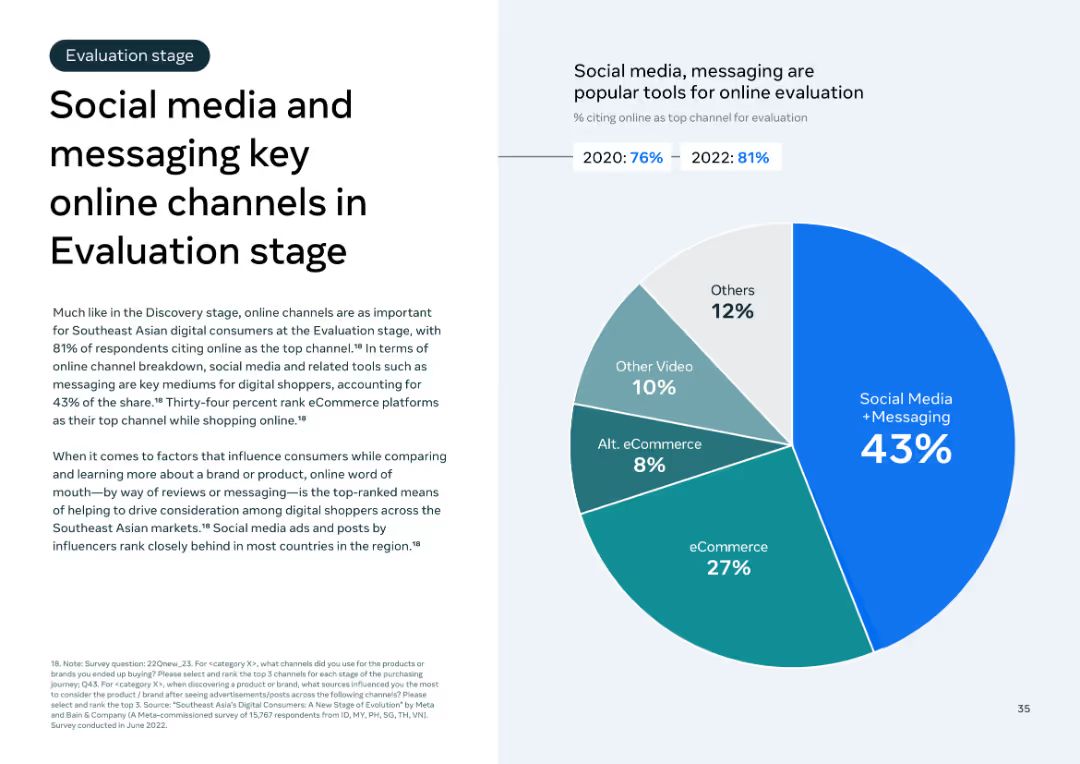 Evaluation stage
Social media and
messaging key
online channels in
Evaluation stage
Much like in the Discovery stage, online channels are as important
for Southeast Asian digital consumers at the Evaluation stage, with
81% of respondents citing online as the top channel.¹⁸ In terms of
online channel breakdown, social media and related tools such as
messaging are key mediums for digital shoppers, accounting for
43% of the share.¹⁸ Thirty-four percent rank eCommerce platforms
as their top channel while shopping online.¹⁸
When it comes to factors that influence consumers while comparing
and learning more about a brand or product, online word of
mouth—by way of reviews or messaging—is the top-ranked means
of helping to drive consideration among digital shoppers across the
Southeast Asian markets.¹⁸ Social media ads and posts by
influencers rank closely behind in most countries in the region.¹⁸
18. Note: Survey question: 22Qnew_23. For <category X>, what channels did you use for the products or
brands you ended up buying? Please select and rank the top 3 channels for each stage of the purchasing
journey; Q43. For <category X>, when discovering a product or brand, what sources influenced you the most
to consider the product / brand after seeing advertisements/posts across the following channels? Please
select and rank the top 3. Source: "Southeast Asia's Digital Consumers: A New Stage of Evolution" by Meta
and Bain & Company (A Meta-commissioned survey of 15,767 respondents from ID, MY, PH, SG, TH, VN).
Survey conducted in June 2022.
Social media, messaging are
popular tools for online evaluation
% citing online as top channel for evaluation
2020: 76%
2022: 81%
Others
12%
Other Video
10%
Social Media
+Messaging
43%
Alt. eCommerce
8%
eCommerce
27%
35